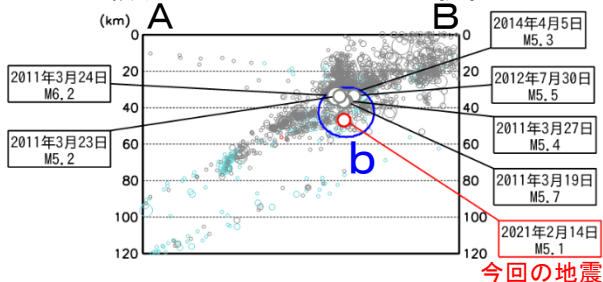 (km)
A
B
0
20
40
60
80
100
120
0
20
40
60
80
100
120
2011年3月24日
M6.2
2011年3月23日
M5.2
2014年4月5日
M5.3
2012年7月30日
M5.5
2011年3月27日
M5.4
2011年3月19日
M5.7
2021年2月14日
M5.1
今回の地震
b